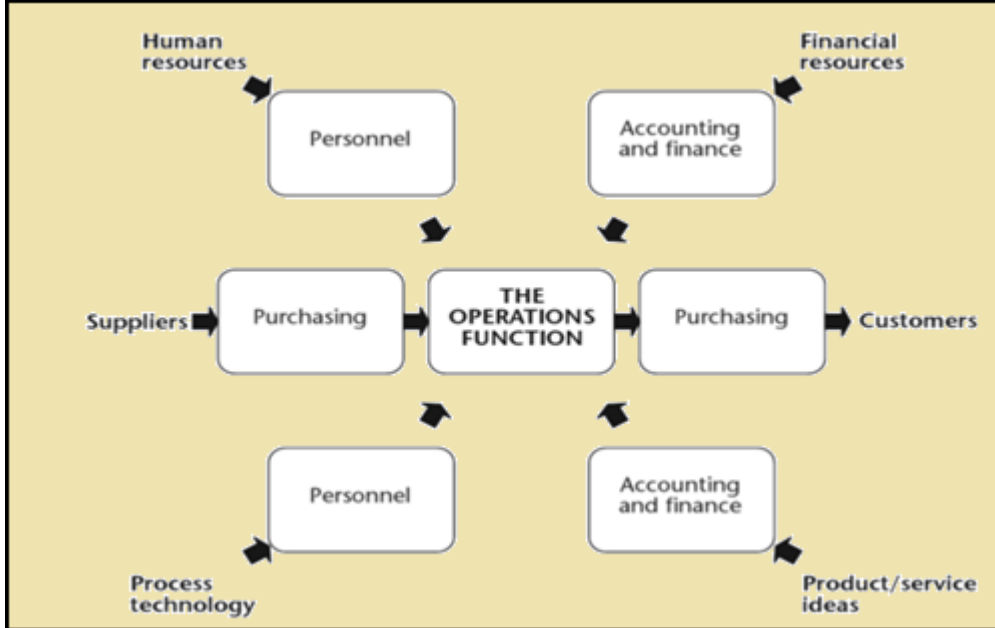 Human
resources
Financial
resources
Personnel
Accounting
and finance
Suppliers
Purchasing
THE
OPERATIONS
FUNCTION
Purchasing
Customers
Personnel
Accounting
and finance
Process
technology
Product/service
ideas